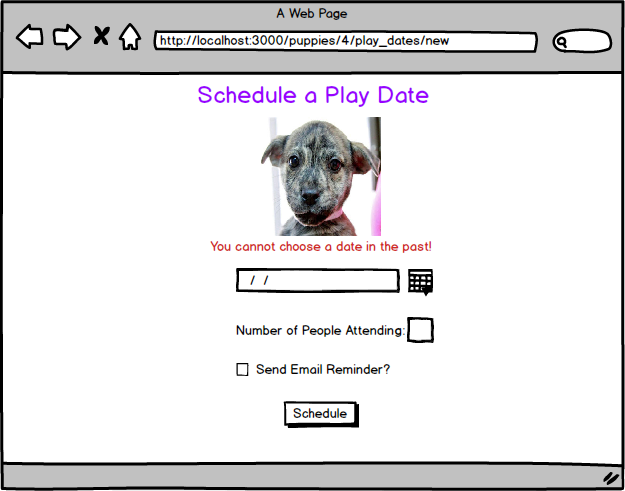 A Web Page
http://localhost:3000/puppies/4/play_dates/new
Schedule a Play Date
You cannot choose a date in the past!
/ /
Number of People Attending:
Send Email Reminder?
Schedule